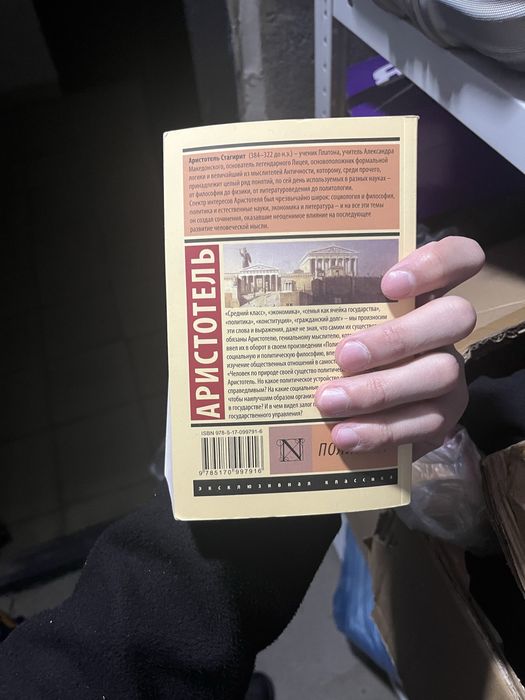 Аристотель Стагирит (384–322 до н.э.) – ученик Платона, учитель Александра
Македонского, основатель легендарного Лицея, основоположник формальной
логики и величайший из мыслителей Античности, которому, среди прочего,
принадлежит целый ряд понятий, по сей день используемых в разных науках –
от философии до физики, от литературоведения до политологии.
Спектр интересов Аристотеля был чрезвычайно широк: социология и философия,
политика и естественные науки, экономика и литература – и на все эти темы
он создал сочинения, оказавшие неоценимое влияние на последующее
развитие человеческой мысли.
АРИСТОТЕЛЬ
«Средний класс», «экономика», «семья как ячейка государства»,
«политика», «конституция», «гражданский долг» – мы произносим
эти слова и выражения, даже не зная, что самим их
обязаны Аристотелю, гениальному мыслителю,
ввел их в оборот в своем произведении
социальную и политическую философию,
изучение общественных отношений в
«Человек по природе своей существо
Аристотель. Но какое политическое
справедливым? На какие
чтобы наилучшим образом
в государстве? И в чем видел залог
государственного управления?
ISBN 978-5-17-099791-6
9 785170 997916
N
эксклюзивная классика